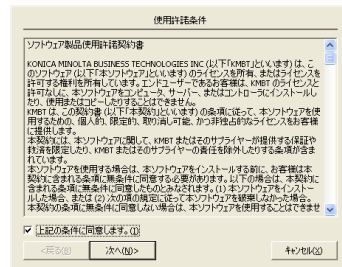 使用許諾条件
ソフトウェア製品使用許諾契約書
KONICA MINOLTA BUSINESS TECHNOLOGIES INC (以下「KMBT」といいます) は、こ
のソフトウェア (以下「本ソフトウェア」といいます) のライセンスを所有、またはライセンスを
許可する権利を所有しています。エンドユーザーであるお客様は、KMBT のライセンスと
許可なしに、本ソフトウェアをコンピュータ、サーバー、またはコントローラにインストールし
たり、使用またはコピーしたりすることはできません。
KMBT は、この契約書 (以下「本契約」といいます) の条項に従って、本ソフトウェアを使
用するための、個人的、限定的、取り消し可能、かつ非独占的なライセンスをお客様
に提供します。
本契約には、本ソフトウェアに関して、KMBT またはそのサプライヤーが提供する保証や
救済を限定したり、KMBT またはそのサプライヤーの責任を除外したりする条項が含ま
れています。
本ソフトウェアを使用する場合は、本ソフトウェアをインストールする前に、お客様は本
契約に含まれる条項に無条件に同意する必要があります。以下の場合は、本契約に
含まれる条項に無条件に同意したものとみなされます。(1) 本ソフトウェアをインストー
ルした場合、または (2) 次の項の規定に従って本ソフトウェアを破棄しなかった場合。
本契約の条項に無条件に同意しない場合は、本ソフトウェアを使用することはできませ
上記の条件に同意します。(I)
<戻る(B)
次へ(N)>
キャンセル(X)